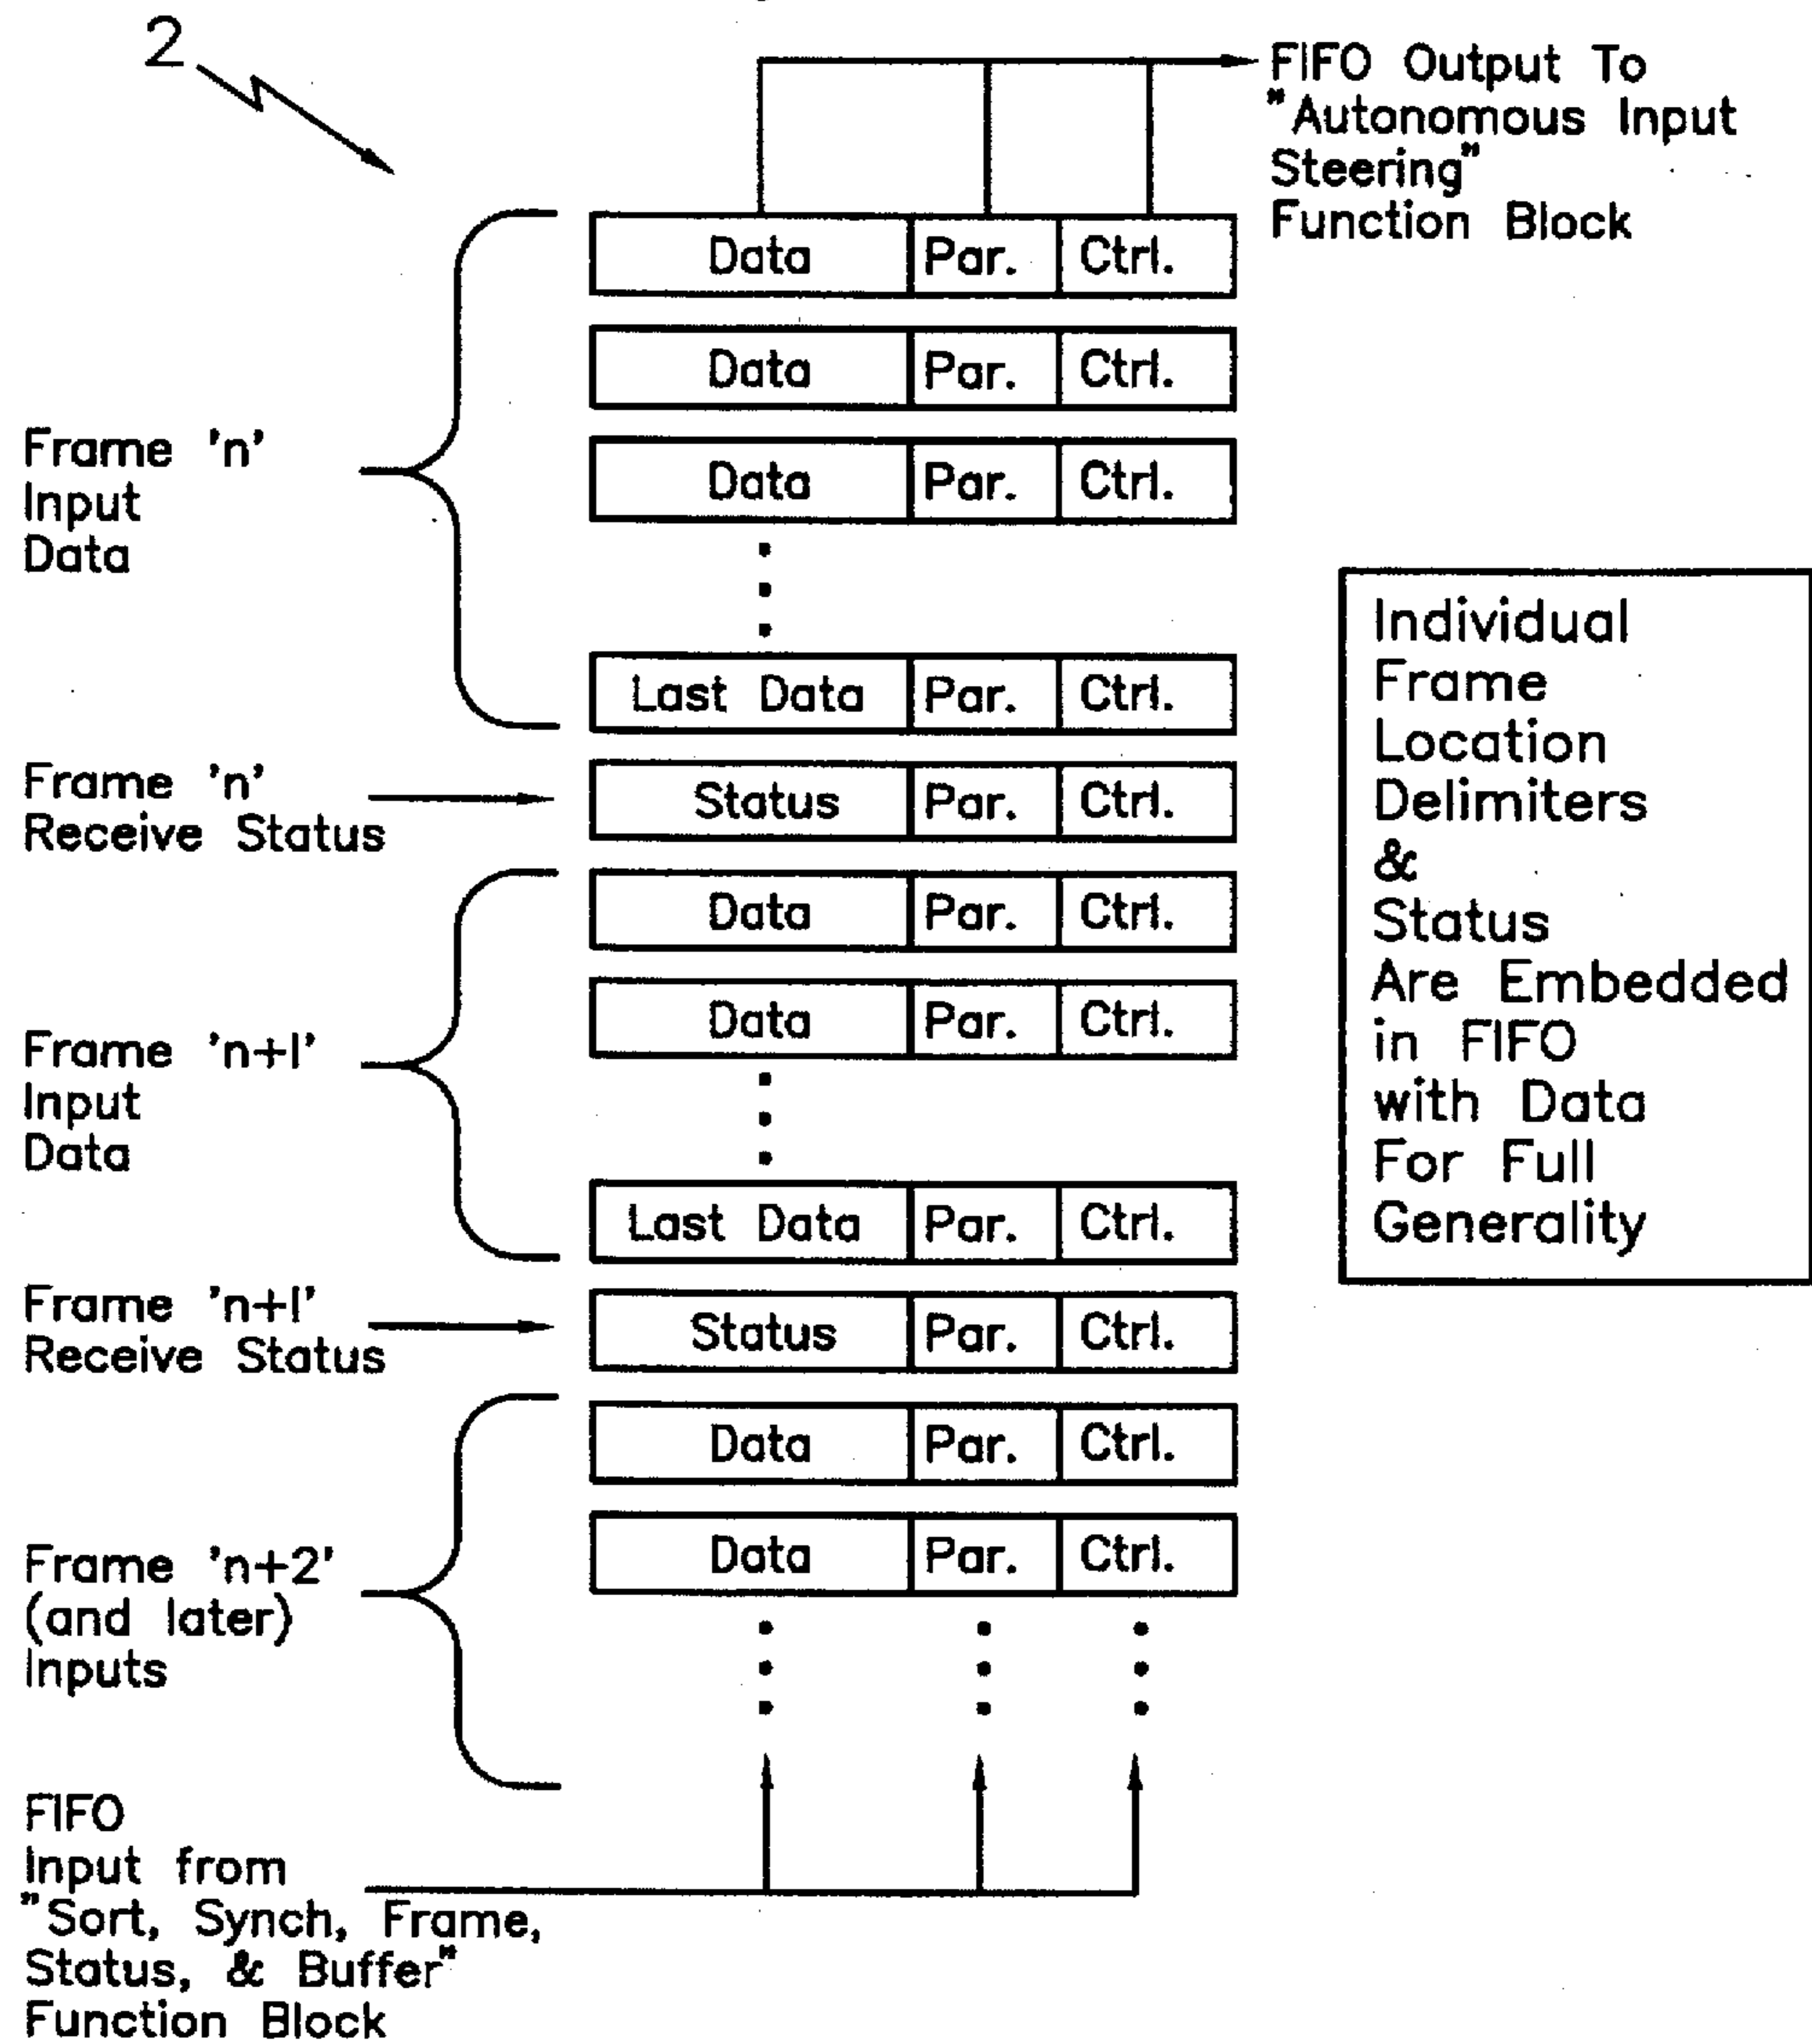 2
FIFO Output To
"Autonomous Input
Steering"
Function Block
Data Par. Ctrl.
Data Par. Ctrl.
Frame 'n'
Input
Data
Data Par. Ctrl.
Last Data Par. Ctrl.
Frame 'n'
Receive Status
Status Par. Ctrl.
Data Par. Ctrl.
Data Par. Ctrl.
Frame 'n+1'
Input
Data
Last Data Par. Ctrl.
Frame 'n+1'
Receive Status
Status Par. Ctrl.
Data Par. Ctrl.
Data Par. Ctrl.
Frame 'n+2'
(and later)
Inputs
FIFO
Input from
"Sort, Synch, Frame,
Status, & Buffer"
Function Block
Individual
Frame
Location
Delimiters
&
Status
Are Embedded
in FIFO
with Data
For Full
Generality